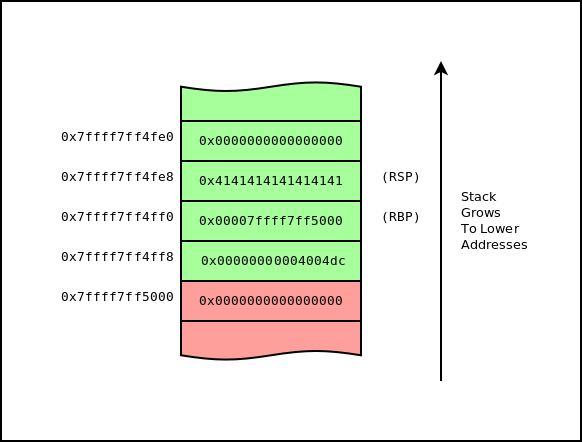 0x7ffff7ff4fe0 0x0000000000000000
0x7ffff7ff4fe8 0x4141414141414141 (RSP)
0x7ffff7ff4ff0 0x00007ffff7ff5000 (RBP)
0x7ffff7ff4ff8 0x00000000004004dc
0x7ffff7ff5000 0x0000000000000000
Stack
Grows
To Lower
Addresses